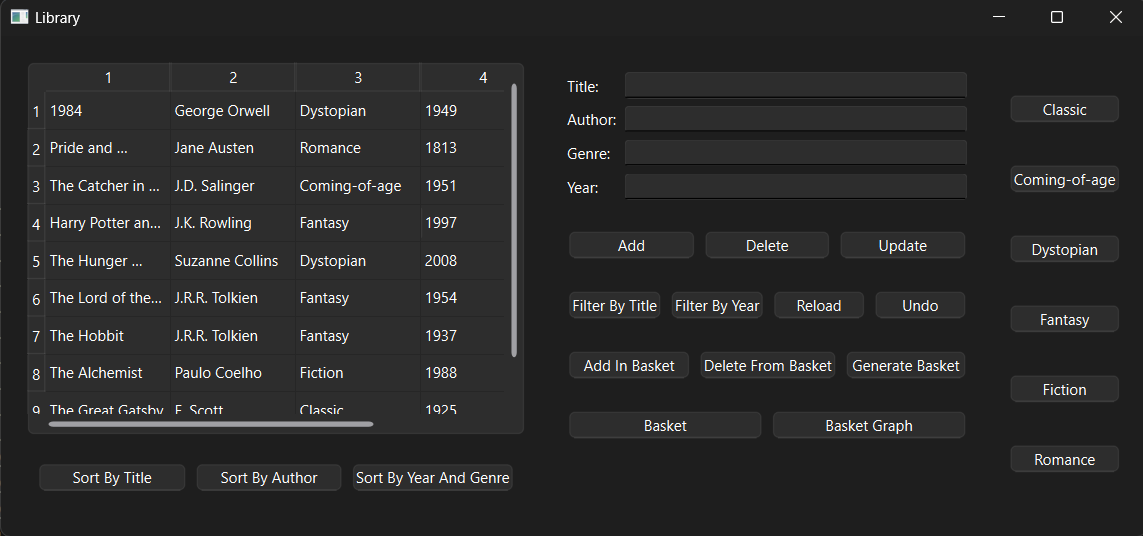 Library
1 2 3 4
1 1984 George Orwell Dystopian 1949
2 Pride and ... Jane Austen Romance 1813
3 The Catcher in ... J.D. Salinger Coming-of-age 1951
4 Harry Potter an... J.K. Rowling Fantasy 1997
5 The Hunger ... Suzanne Collins Dystopian 2008
6 The Lord of the... J.R.R. Tolkien Fantasy 1954
7 The Hobbit J.R.R. Tolkien Fantasy 1937
8 The Alchemist Paulo Coelho Fiction 1988
9 The Great Gatsby F. Scott Classic 1925
Sort By Title Sort By Author Sort By Year And Genre
Title:
Author:
Genre:
Year:
Add Delete Update
Filter By Title Filter By Year Reload Undo
Add In Basket Delete From Basket Generate Basket
Basket Basket Graph
Classic
Coming-of-age
Dystopian
Fantasy
Fiction
Romance